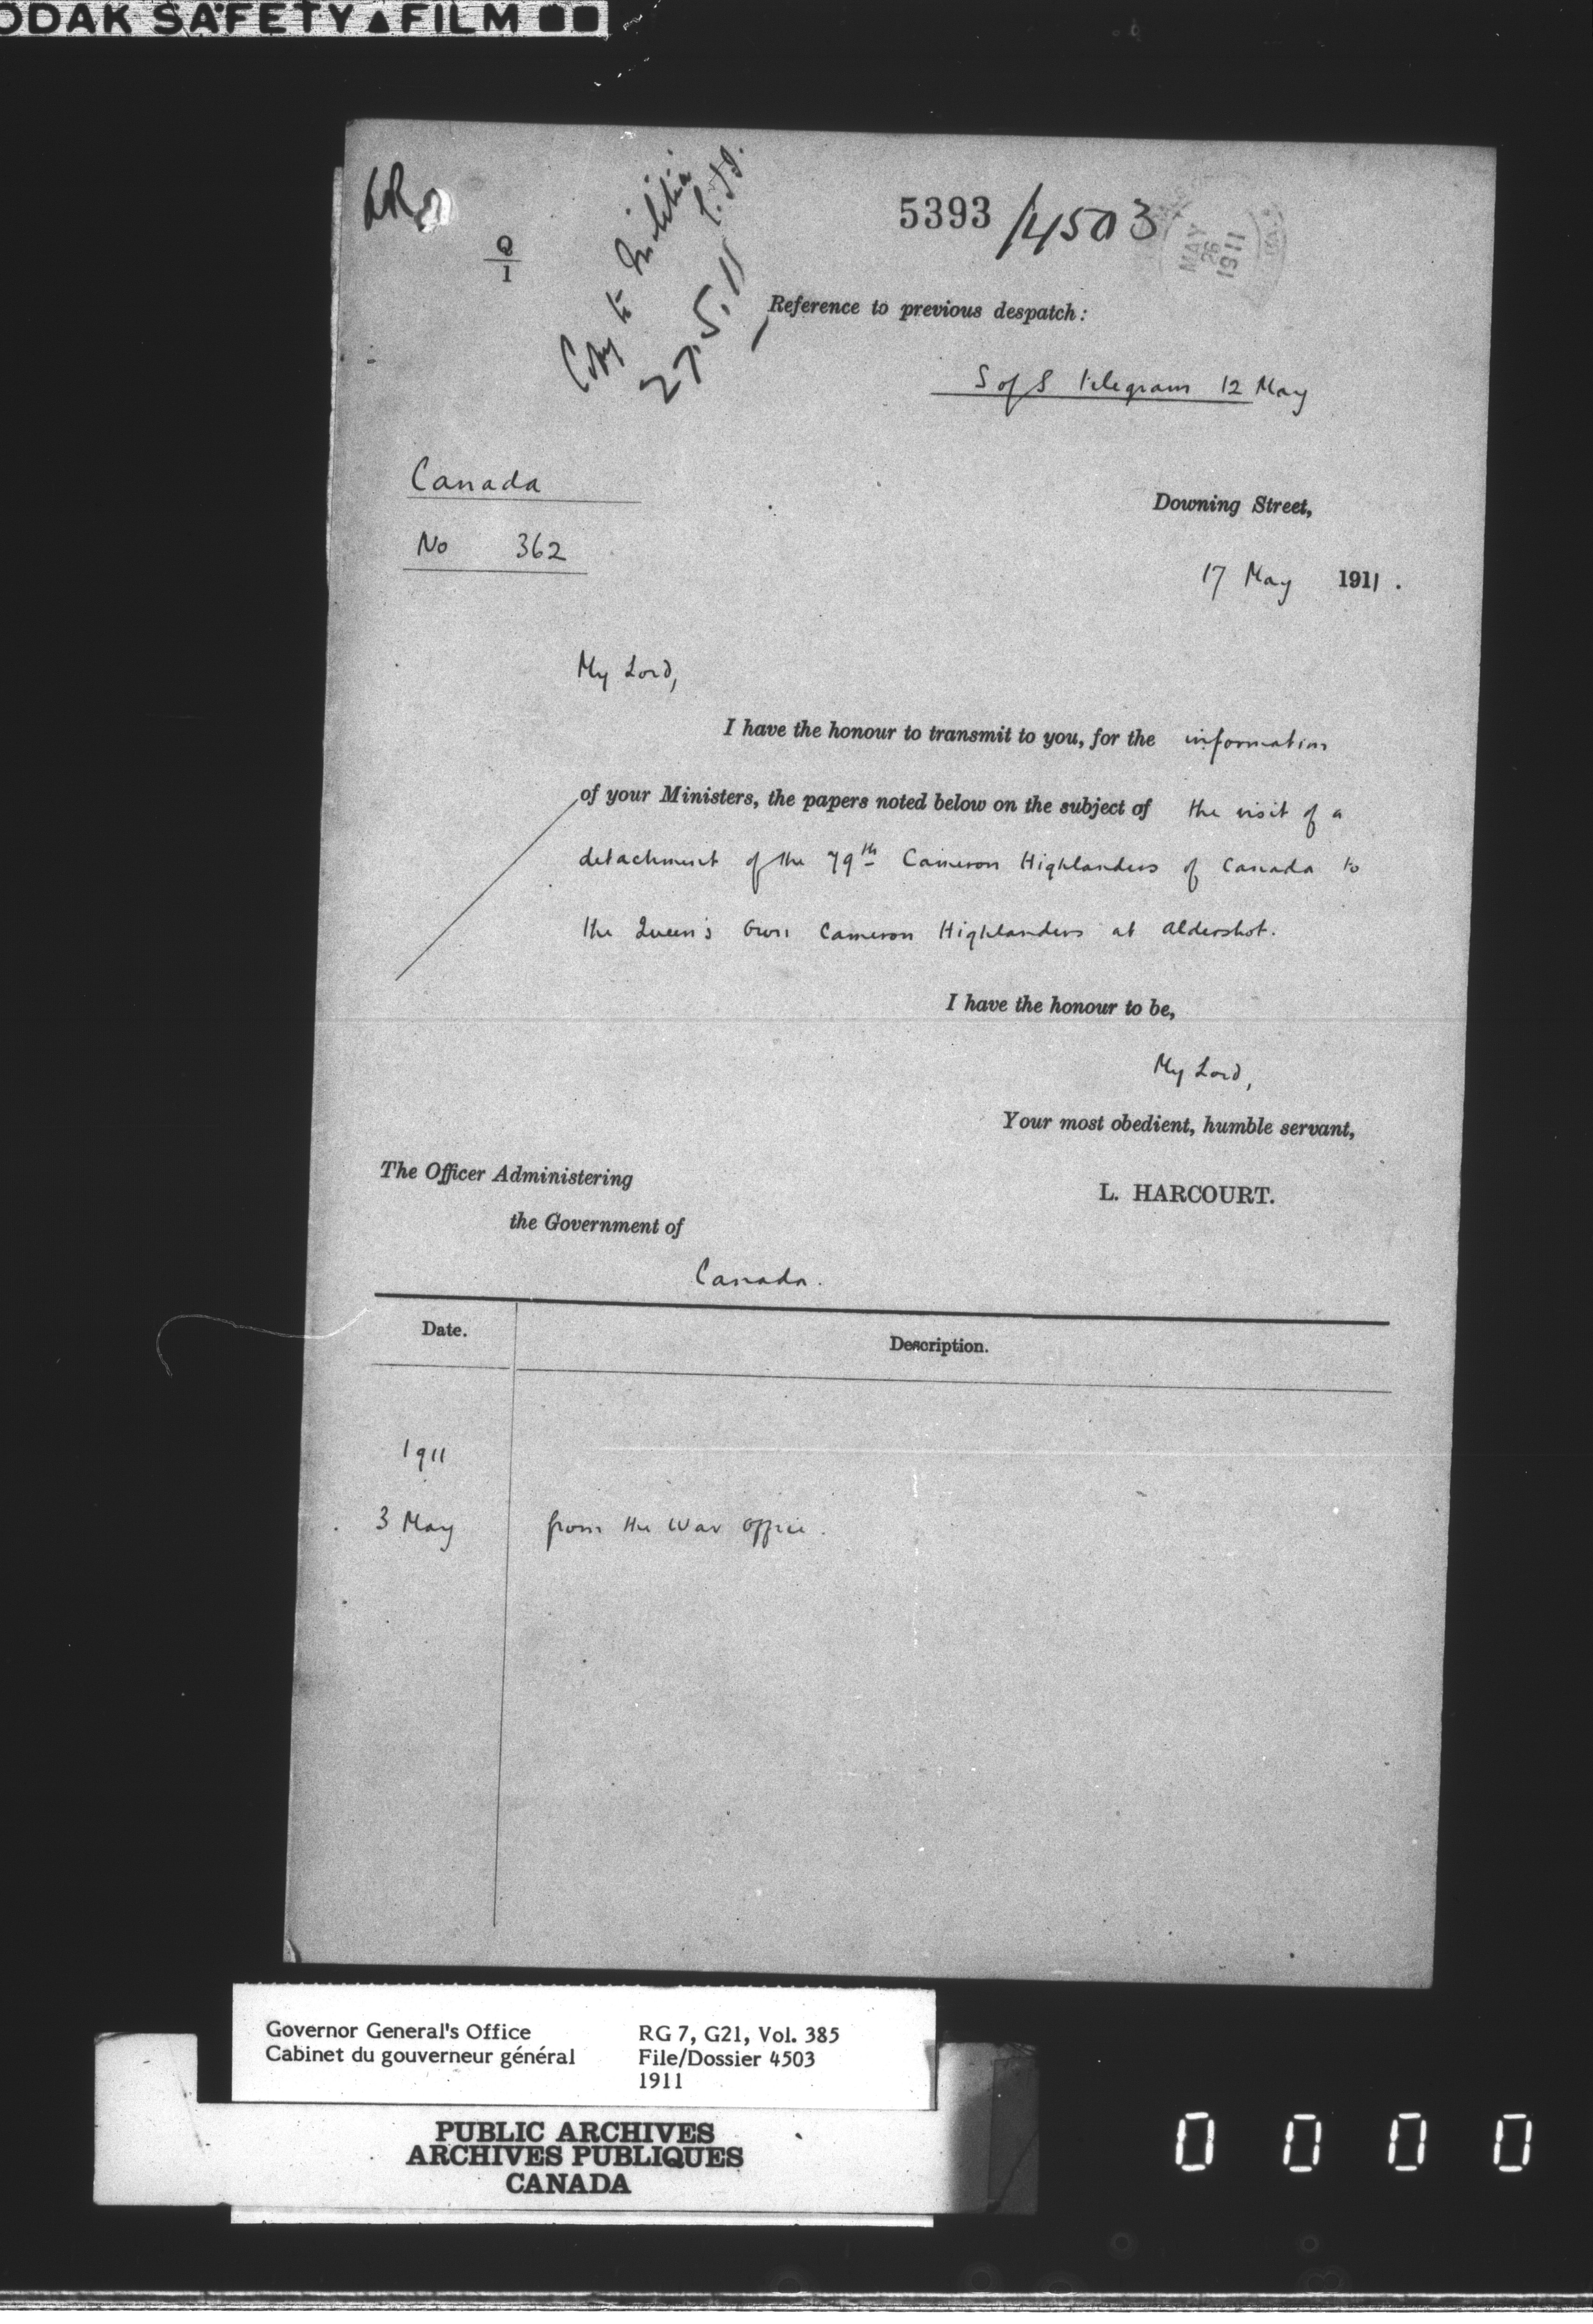 ODAK SAFETY FILM
Q
1
Copy to Militia
27.5.11
5393/4503
MAY
26
1911
Reference to previous despatch:
S of S telegram 12 May
Canada
No 362
Downing Street,
17 May 1911.
My Lord,
I have the honour to transmit to you, for the information
of your Ministers, the papers noted below on the subject of the visit of a
detachment of the 79th Cameron Highlanders of Canada to
the Queen's Own Cameron Highlanders at Aldershot.
I have the honour to be,
My Lord,
Your most obedient, humble servant,
L. HARCOURT.
The Officer Administering
the Government of
Canada.
Date. Description.
1911
3 May from the War Office.
Governor General's Office RG 7, G21, Vol. 385
Cabinet du gouverneur général File/Dossier 4503
1911
PUBLIC ARCHIVES
ARCHIVES PUBLIQUES
CANADA
0 0 0 0